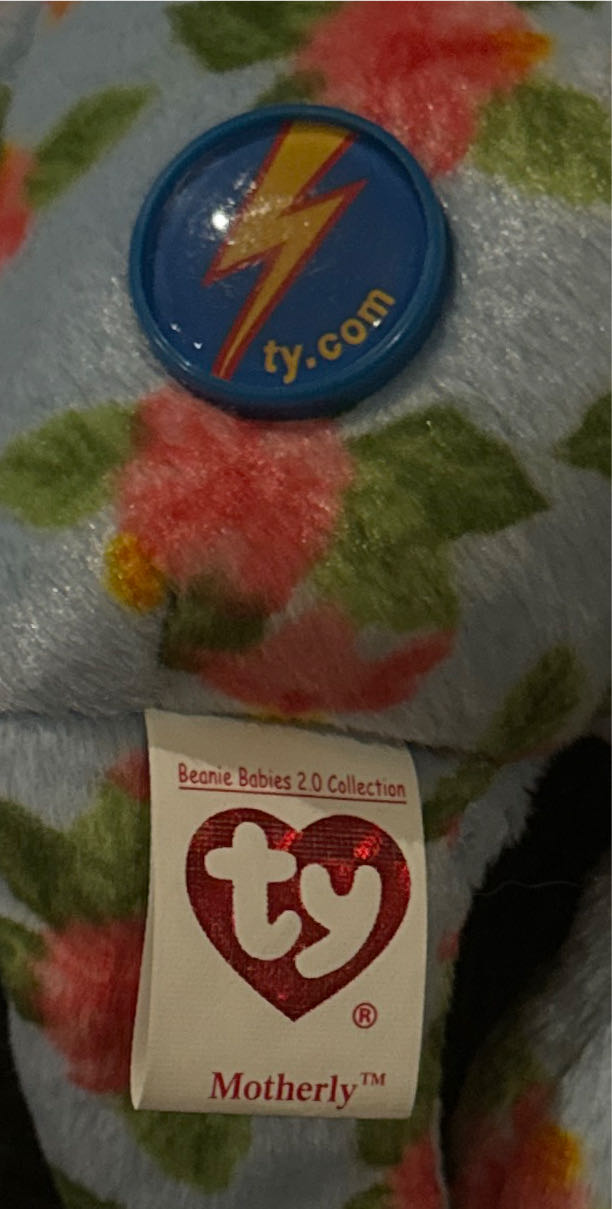 ty.com
Beanie Babies 2.0 Collection
ty
®
Motherly™